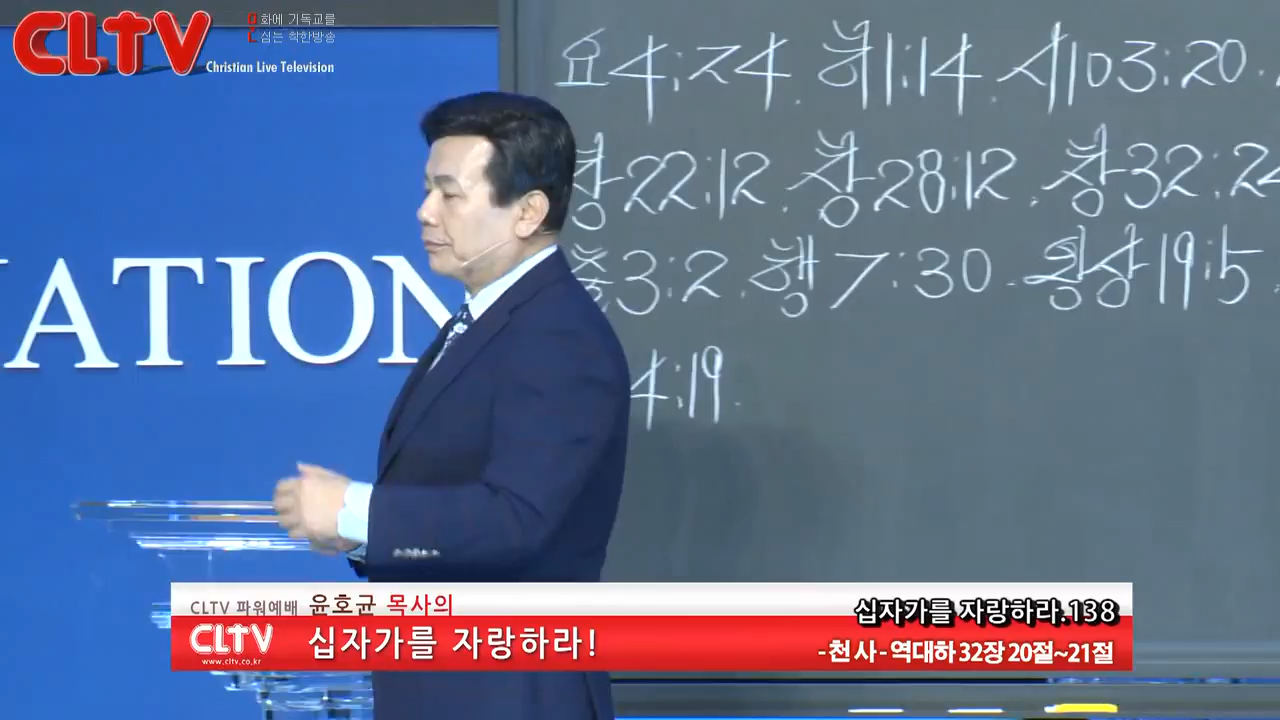 CLTV
문화에 기독교를
심는 착한방송
Christian Live Television
요4:24. 히1:14. 시103:20.
창22:12. 창28:12. 창32:24
출3:2. 행7:30. 왕상19:5
4:19.
NATION
CLTV 파워예배 윤호균 목사의
십자가를 자랑하라.138
CLTV
www.cltv.co.kr
십자가를 자랑하라!
-천사-역대하 32장 20절~21절